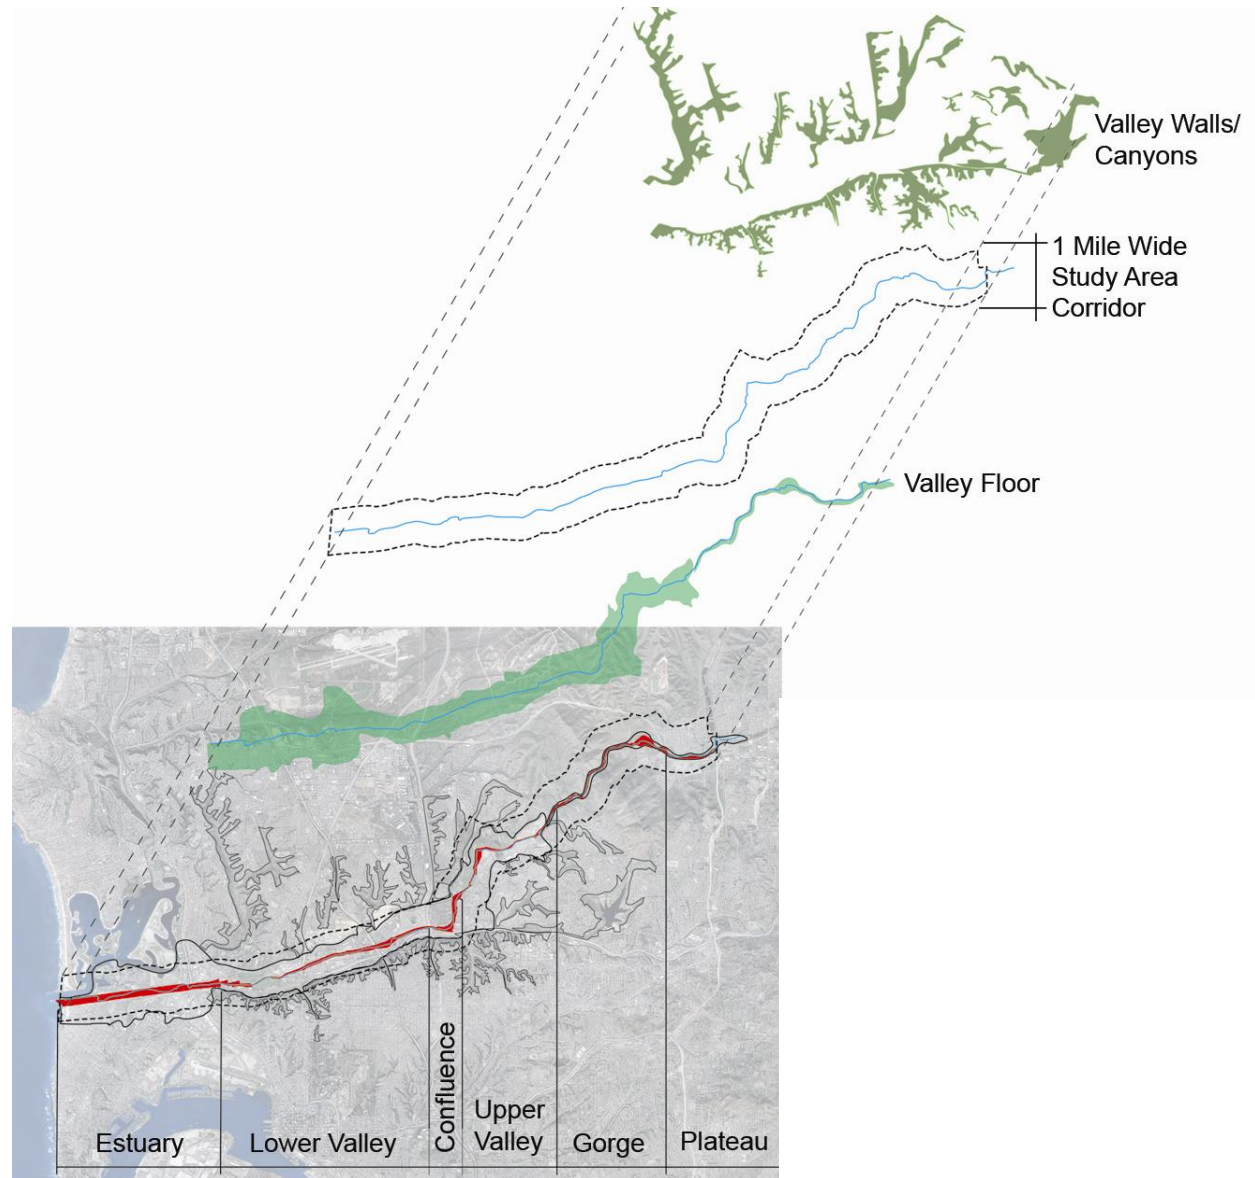 Valley Walls/
Canyons
1 Mile Wide
Study Area
Corridor
Valley Floor
Estuary
Lower Valley
Confluence
Upper
Valley
Gorge
Plateau